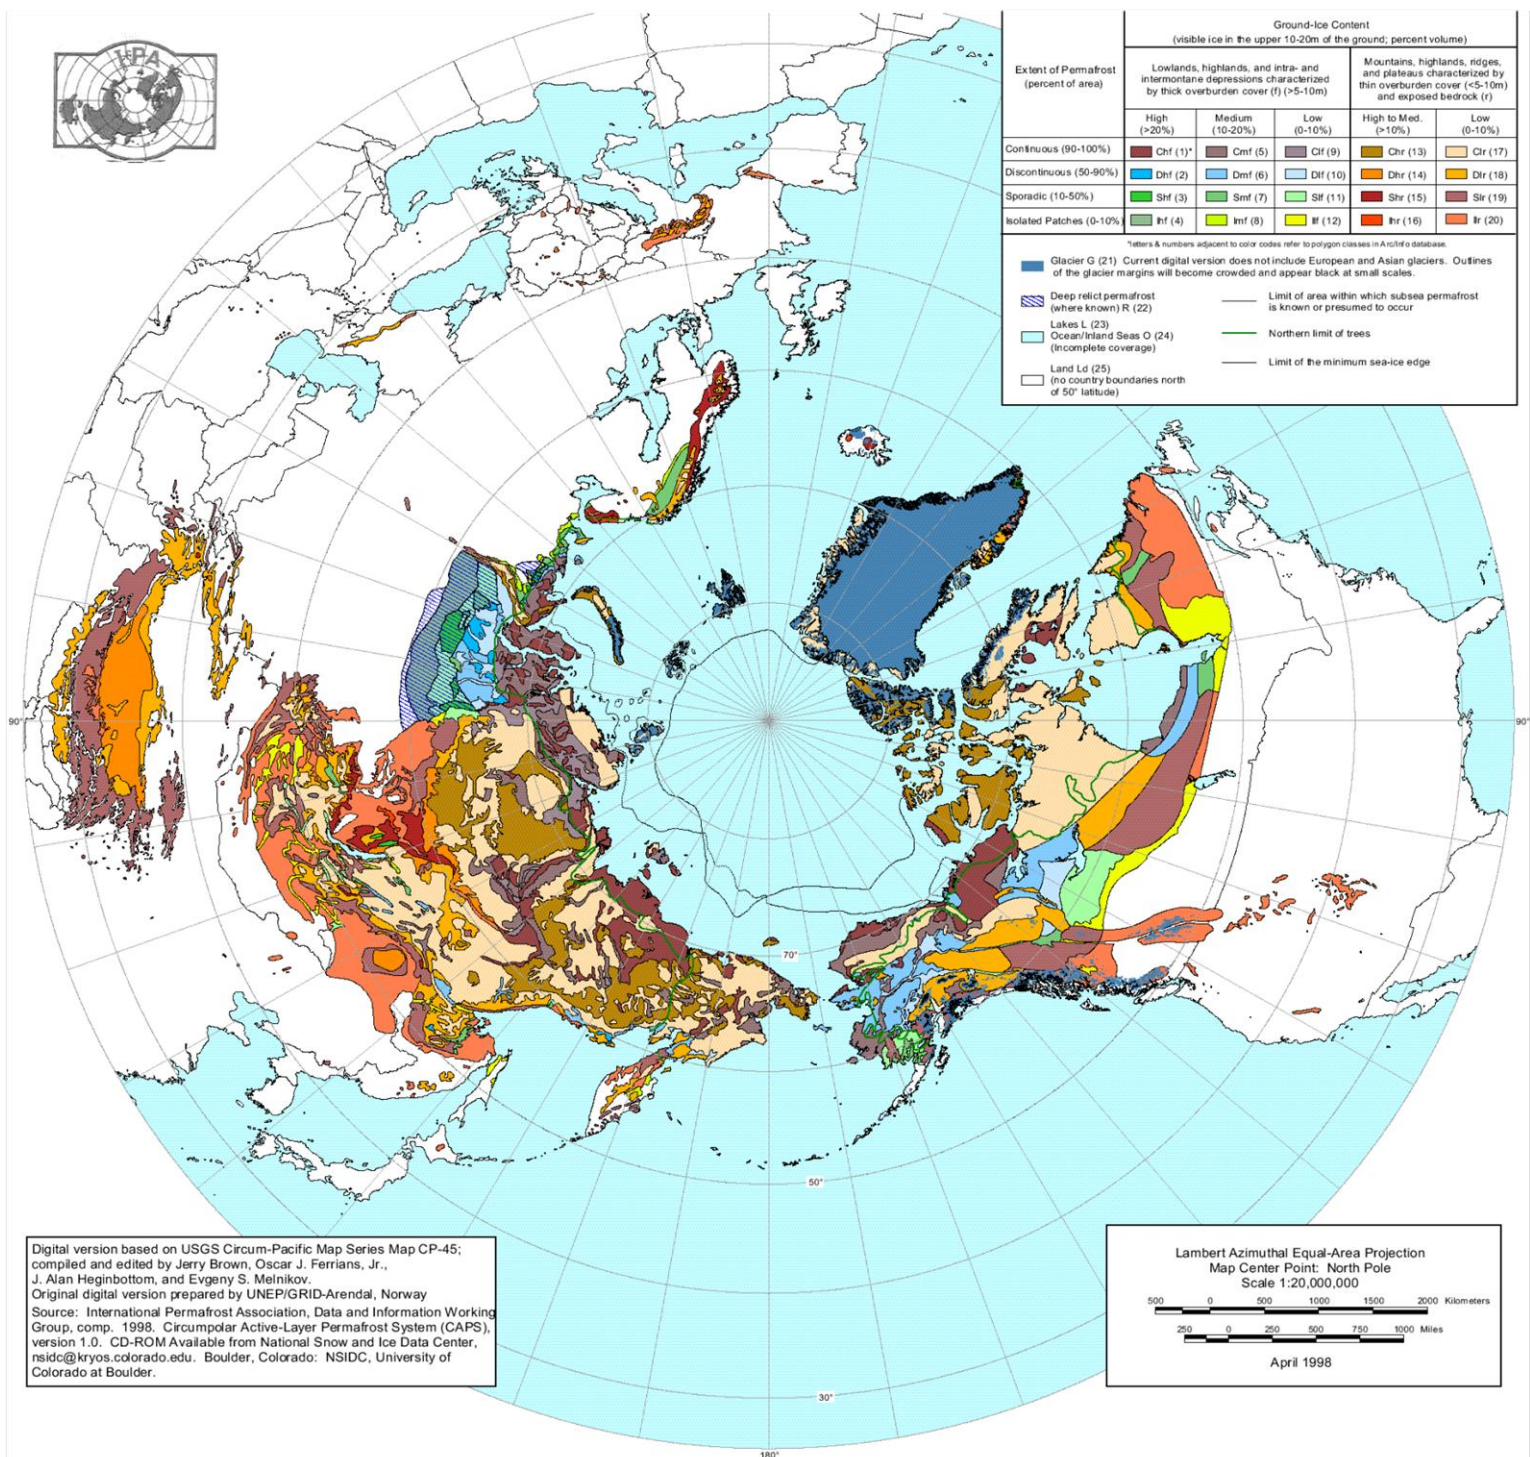 IPA
Ground-Ice Content
(visible ice in the upper 10-20m of the ground; percent volume)
Extent of Permafrost
(percent of area)
Lowlands, highlands, and intra- and
intermontane depressions characterized
by thick overburden cover (f) (>5-10m)
Mountains, highlands, ridges,
and plateaus characterized by
thin overburden cover (<5-10m)
and exposed bedrock (r)
High
(>20%)
Medium
(10-20%)
Low
(0-10%)
High to Med.
(>10%)
Low
(0-10%)
Continuous (90-100%) Chf (1)* Cmf (5) Clf (9) Chr (13) Clr (17)
Discontinuous (50-90%) Dhf (2) Dmf (6) Dlf (10) Dhr (14) Dlr (18)
Sporadic (10-50%) Shf (3) Smf (7) Slf (11) Shr (15) Slr (19)
Isolated Patches (0-10%) Ihf (4) Imf (8) Ilf (12) Ihr (16) Ilr (20)
*letters & numbers adjacent to color codes refer to polygon classes in Arc/Info database.
Glacier G (21) Current digital version does not include European and Asian glaciers. Outlines
of the glacier margins will become crowded and appear black at small scales.
Deep relict permafrost
(where known) R (22)
Lakes L (23)
Ocean/Inland Seas O (24)
(Incomplete coverage)
Land Ld (25)
(no country boundaries north
of 50° latitude)
Limit of area within which subsea permafrost
is known or presumed to occur
Northern limit of trees
Limit of the minimum sea-ice edge
90°
90°
70°
50°
30°
180°
Digital version based on USGS Circum-Pacific Map Series Map CP-45;
compiled and edited by Jerry Brown, Oscar J. Ferrians, Jr.,
J. Alan Heginbottom, and Evgeny S. Melnikov.
Original digital version prepared by UNEP/GRID-Arendal, Norway
Source: International Permafrost Association, Data and Information Working
Group, comp. 1998. Circumpolar Active-Layer Permafrost System (CAPS),
version 1.0. CD-ROM Available from National Snow and Ice Data Center,
nsidc@kryos.colorado.edu. Boulder, Colorado: NSIDC, University of
Colorado at Boulder.
Lambert Azimuthal Equal-Area Projection
Map Center Point: North Pole
Scale 1:20,000,000
500 0 500 1000 1500 2000 Kilometers
250 0 250 500 750 1000 Miles
April 1998